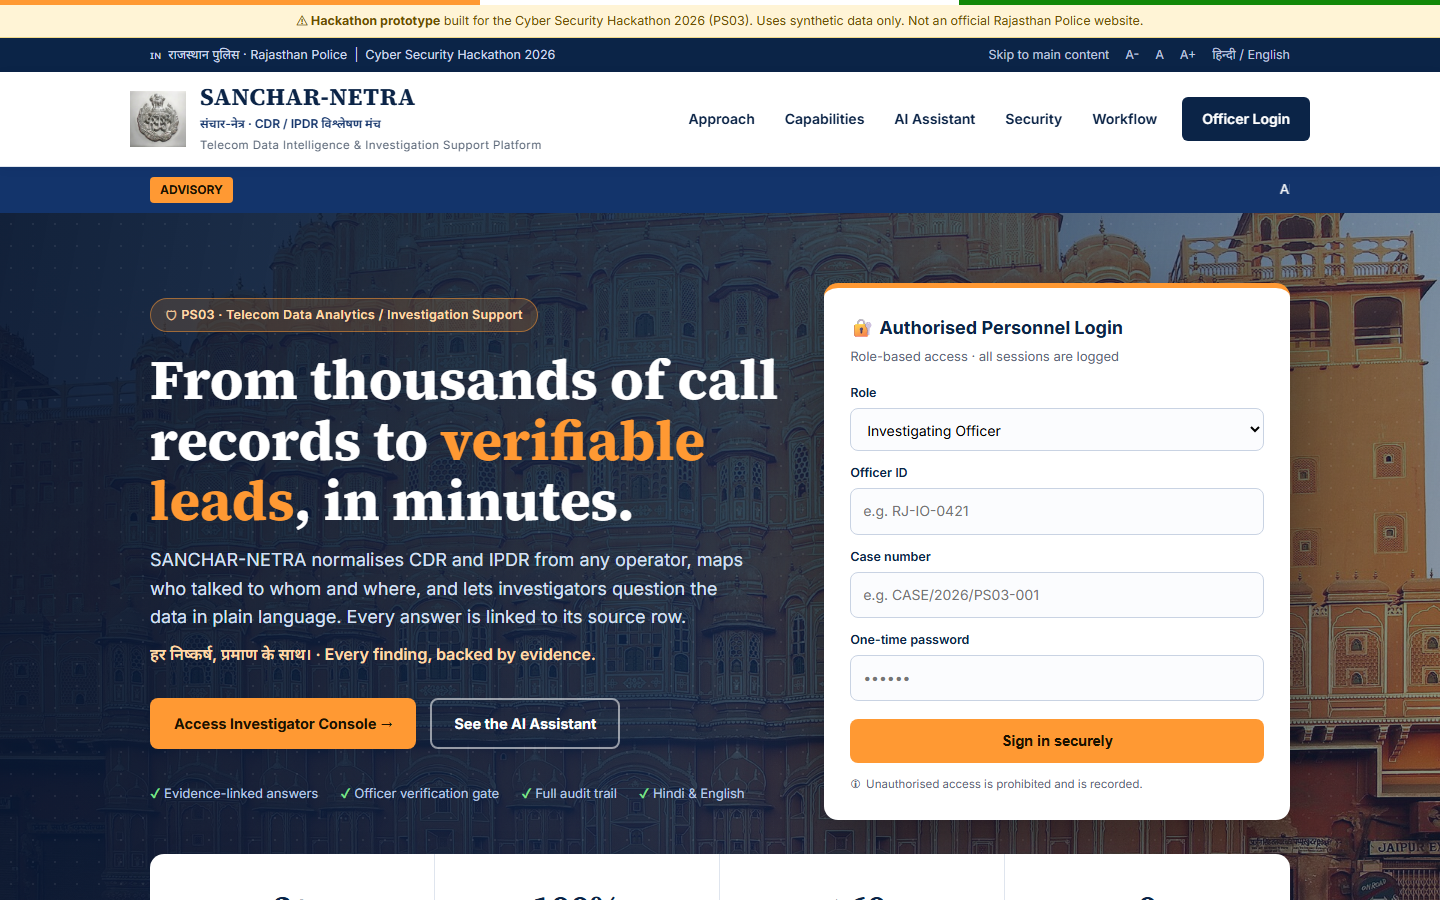 ⚠ Hackathon prototype built for the Cyber Security Hackathon 2026 (PS03). Uses synthetic data only. Not an official Rajasthan Police website.
IN राजस्थान पुलिस · Rajasthan Police | Cyber Security Hackathon 2026
Skip to main content A- A A+ हिन्दी / English
SANCHAR-NETRA
संचार-नेत्र · CDR / IPDR विश्लेषण मंच
Telecom Data Intelligence & Investigation Support Platform
Approach Capabilities AI Assistant Security Workflow Officer Login
ADVISORY
A
PS03 · Telecom Data Analytics / Investigation Support
From thousands of call
records to verifiable
leads, in minutes.
SANCHAR-NETRA normalises CDR and IPDR from any operator, maps
who talked to whom and where, and lets investigators question the
data in plain language. Every answer is linked to its source row.
हर निष्कर्ष, प्रमाण के साथ। · Every finding, backed by evidence.
Access Investigator Console → See the AI Assistant
✓ Evidence-linked answers ✓ Officer verification gate ✓ Full audit trail ✓ Hindi & English
Authorised Personnel Login
Role-based access · all sessions are logged
Role
Investigating Officer
Officer ID
e.g. RJ-IO-0421
Case number
e.g. CASE/2026/PS03-001
One-time password
••••••
Sign in securely
Unauthorised access is prohibited and is recorded.
JAIPUR